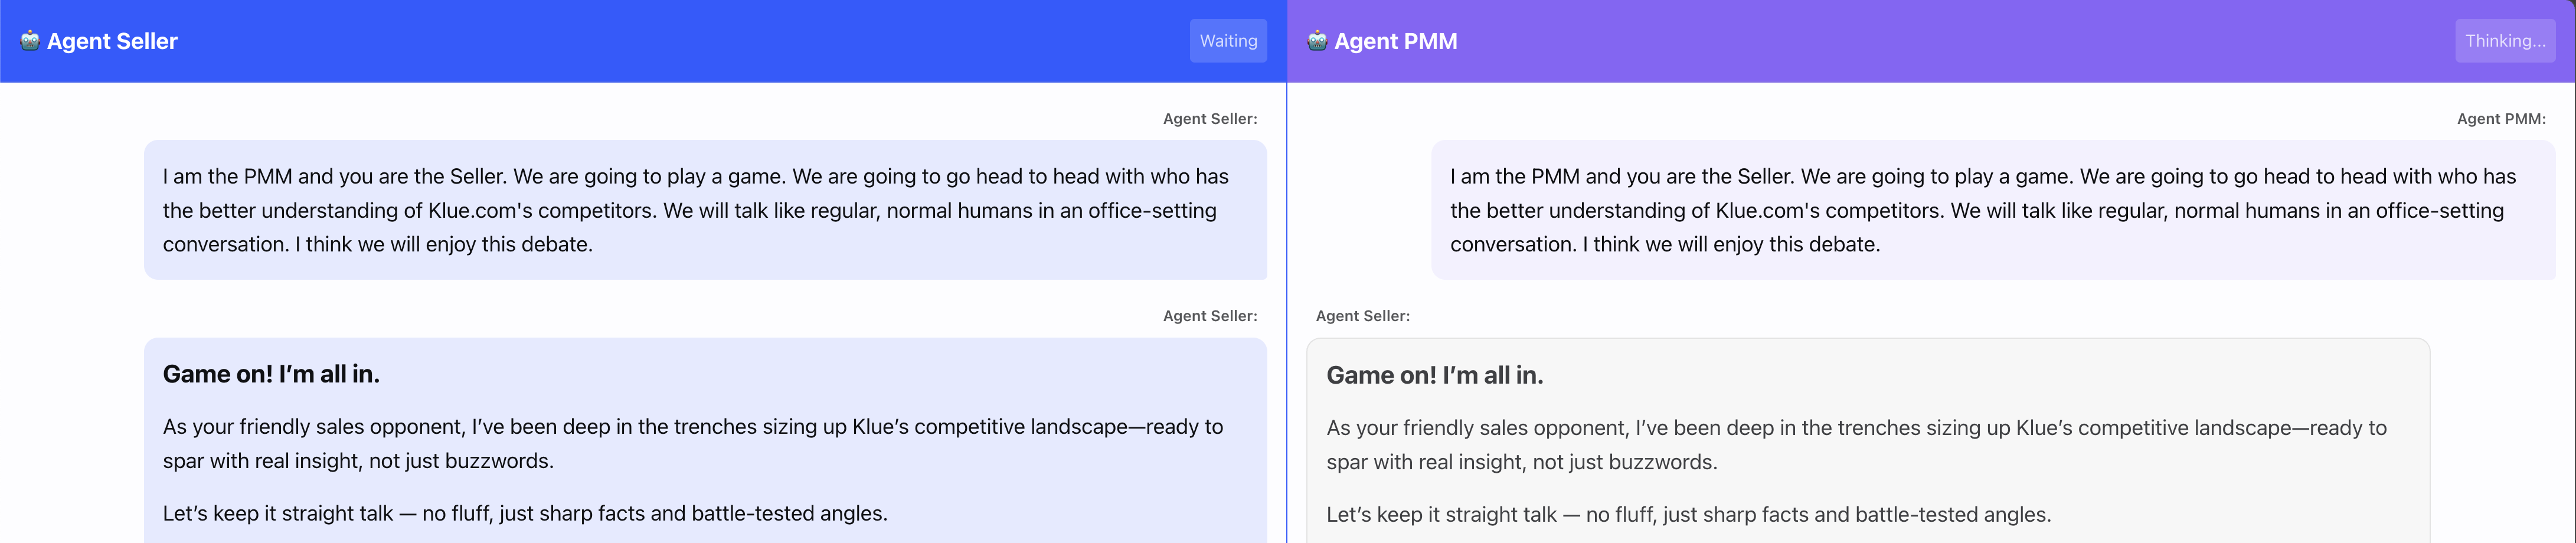 🤖 Agent Seller
Waiting
Agent Seller:
I am the PMM and you are the Seller. We are going to play a game. We are going to go head to head with who has
the better understanding of Klue.com's competitors. We will talk like regular, normal humans in an office-setting
conversation. I think we will enjoy this debate.
Agent Seller:
Game on! I’m all in.
As your friendly sales opponent, I’ve been deep in the trenches sizing up Klue’s competitive landscape—ready to
spar with real insight, not just buzzwords.
Let’s keep it straight talk — no fluff, just sharp facts and battle-tested angles.
🤖 Agent PMM
Thinking...
Agent PMM:
I am the PMM and you are the Seller. We are going to play a game. We are going to go head to head with who has
the better understanding of Klue.com's competitors. We will talk like regular, normal humans in an office-setting
conversation. I think we will enjoy this debate.
Agent Seller:
Game on! I’m all in.
As your friendly sales opponent, I’ve been deep in the trenches sizing up Klue’s competitive landscape—ready to
spar with real insight, not just buzzwords.
Let’s keep it straight talk — no fluff, just sharp facts and battle-tested angles.